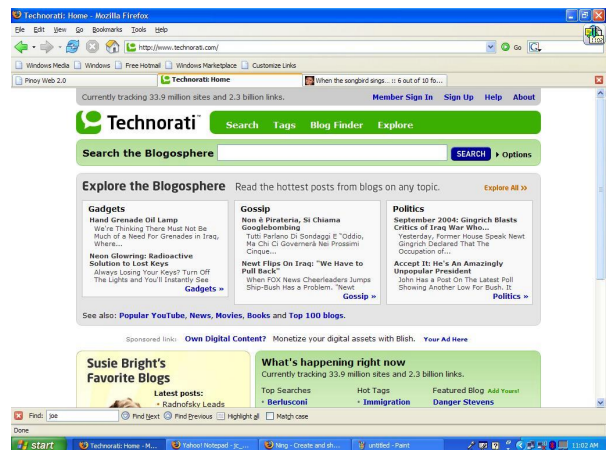 Technorati: Home - Mozilla Firefox
File Edit View Go Bookmarks Tools Help
http://www.technorati.com/ Go
Windows Media Windows Free Hotmail Windows Marketplace Customize Links
Pinoy Web 2.0 Technorati: Home When the songbird sings... :: 6 out of 10 fo...
Currently tracking 33.9 million sites and 2.3 billion links. Member Sign In Sign Up Help About
Technorati Search Tags Blog Finder Explore
Search the Blogosphere SEARCH Options
Explore the Blogosphere Read the hottest posts from blogs on any topic. Explore All »
Gadgets
Hand Grenade Oil Lamp
We're Thinking There Must Not Be
Much of a Need For Grenades in Iraq,
Where...
Neon Glowing: Radioactive
Solution to Lost Keys
Always Losing Your Keys? Turn Off
The Lights and You'll Instantly See
Gadgets »
Gossip
Non è Pirateria, Si Chiama
Googlebombing
Tutti Parlano Di Sondaggi E "Oddio,
Ma Chi Ci Governerà Nei Prossimi
Cinque...
Newt Flips On Iraq: "We Have to
Pull Back"
When FOX News Cheerleaders Jumps
Ship-Bush Has a Problem. "Newt
Gossip »
Politics
September 2004: Gingrich Blasts
Critics of Iraq War Who...
Yesterday, Former House Speak Newt
Gingrich Declared That The
Occupation of...
Accept It: He's An Amazingly
Unpopular President
John Has a Post On The Latest Poll
Showing Another Low For Bush. It
Politics »
See also: Popular YouTube, News, Movies, Books and Top 100 blogs.
Sponsored link: Own Digital Content? Monetize your digital assets with Blish. Your Ad Here
Susie Bright's
Favorite Blogs
Latest posts:
• Radnofsky Leads
What's happening right now
Currently tracking 33.9 million sites and 2.3 billion links.
Top Searches Hot Tags Featured Blog Add Yours!
• Berlusconi • Immigration Danger Stevens
Find: joe Find Next Find Previous Highlight all Match case
Done
start Technorati: Home - M... Yahoo! Notepad - jc_... Ning - Create and sh... untitled - Paint 11:02 AM